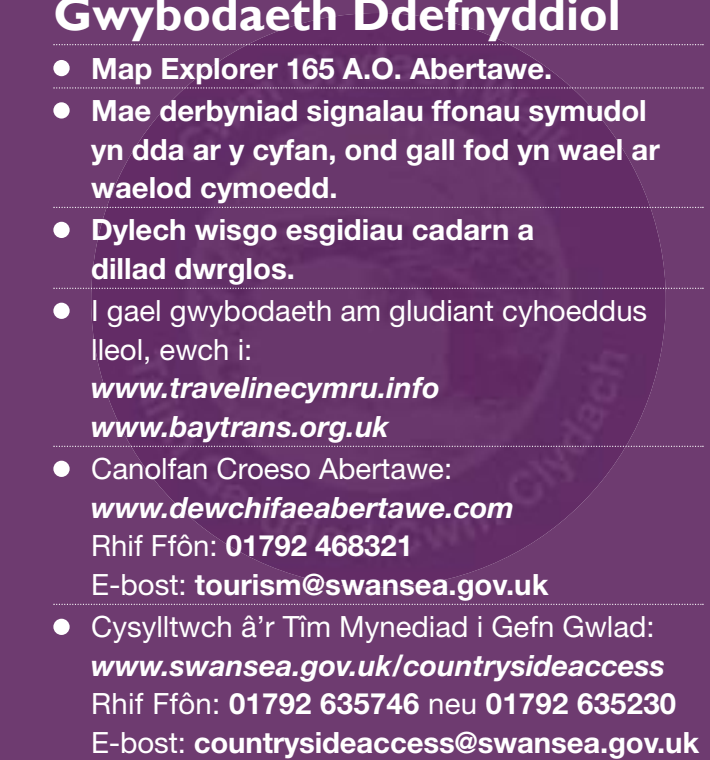 Gwybodaeth Ddefnyddiol
● Map Explorer 165 A.O. Abertawe.
● Mae derbyniad signalau ffonau symudol
yn dda ar y cyfan, ond gall fod yn wael ar
waelod cymoedd.
● Dylech wisgo esgidiau cadarn a
dillad dwrglos.
● I gael gwybodaeth am gludiant cyhoeddus
lleol, ewch i:
www.travelinecymru.info
www.baytrans.org.uk
● Canolfan Croeso Abertawe:
www.dewchifaeabertawe.com
Rhif Ffôn: 01792 468321
E-bost: tourism@swansea.gov.uk
● Cysylltwch â'r Tîm Mynediad i Gefn Gwlad:
www.swansea.gov.uk/countrysideaccess
Rhif Ffôn: 01792 635746 neu 01792 635230
E-bost: countrysideaccess@swansea.gov.uk